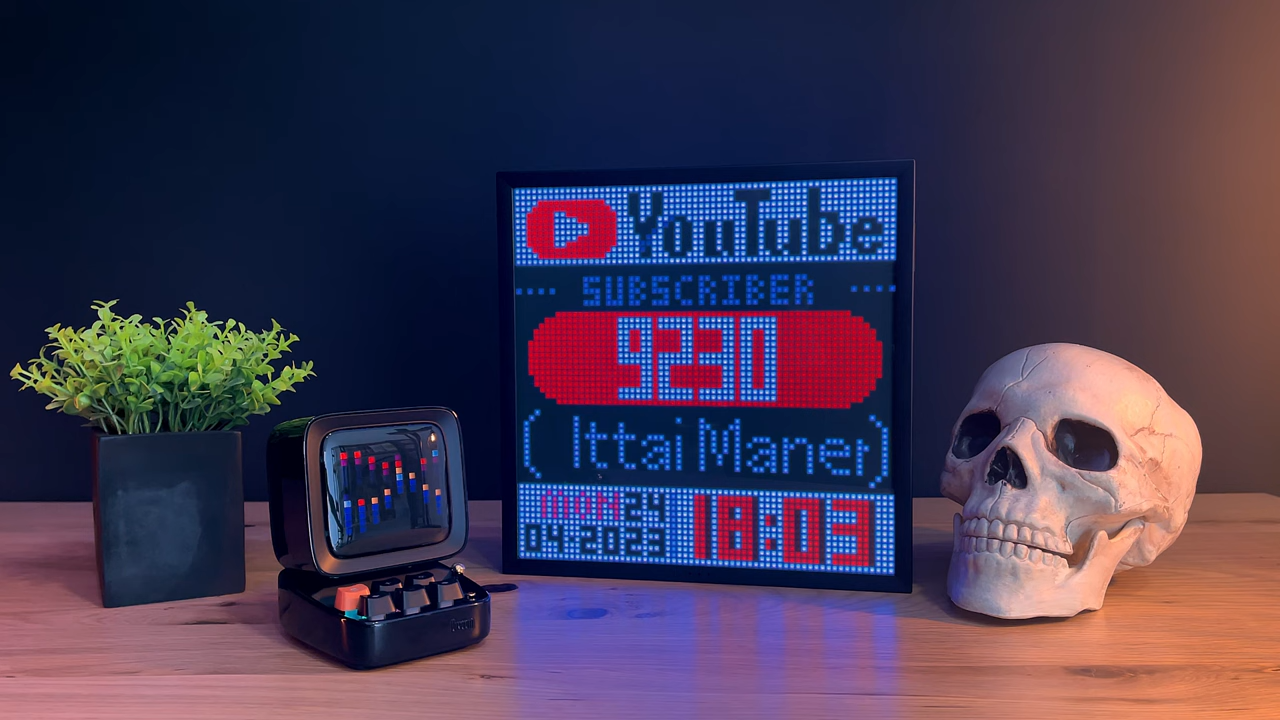 YouTube
SUBSCRIBER
9230
( Ittai Maner)
MON 24
04.2023
18:03